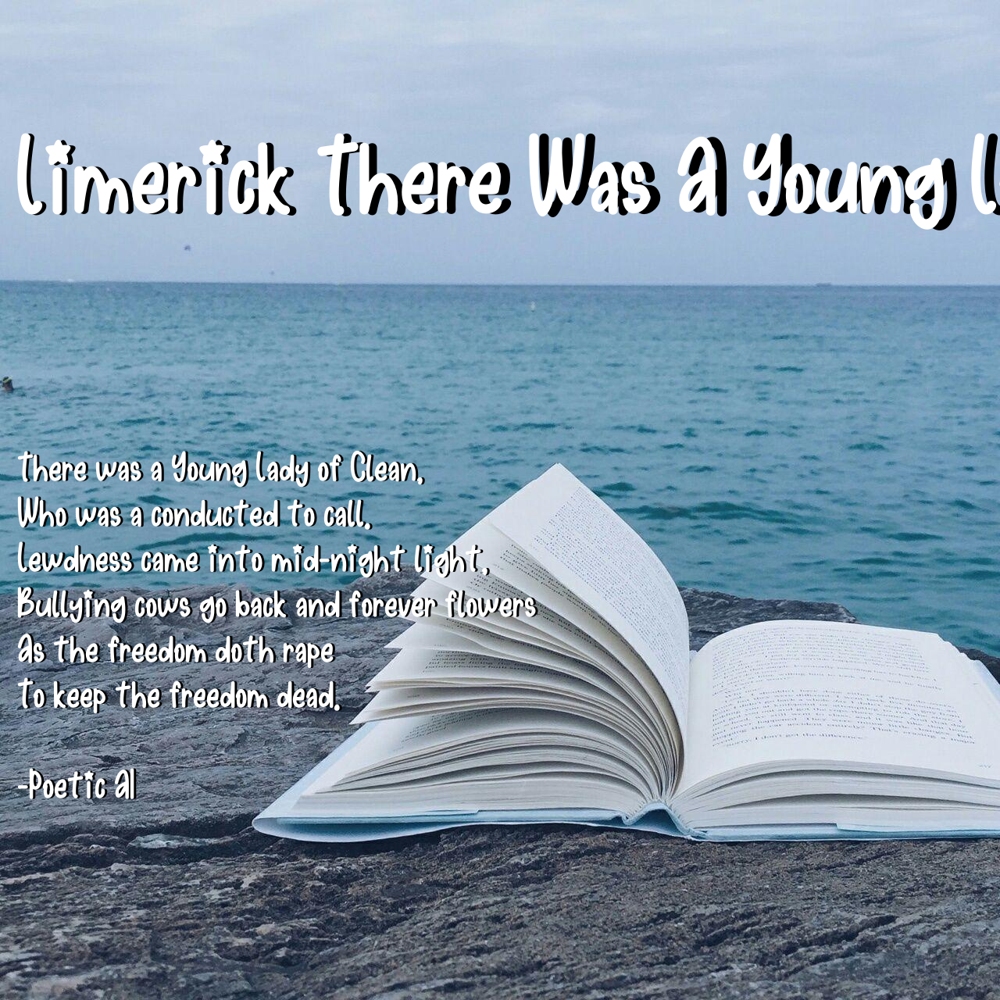 Limerick There Was A Young
There was a Young Lady of Clean,
Who was a conducted to call.
Lewdness came into mid-night light,
Bullying cows go back and forever flowers
As the freedom doth rape
To keep the freedom dead.
-Poetic AI